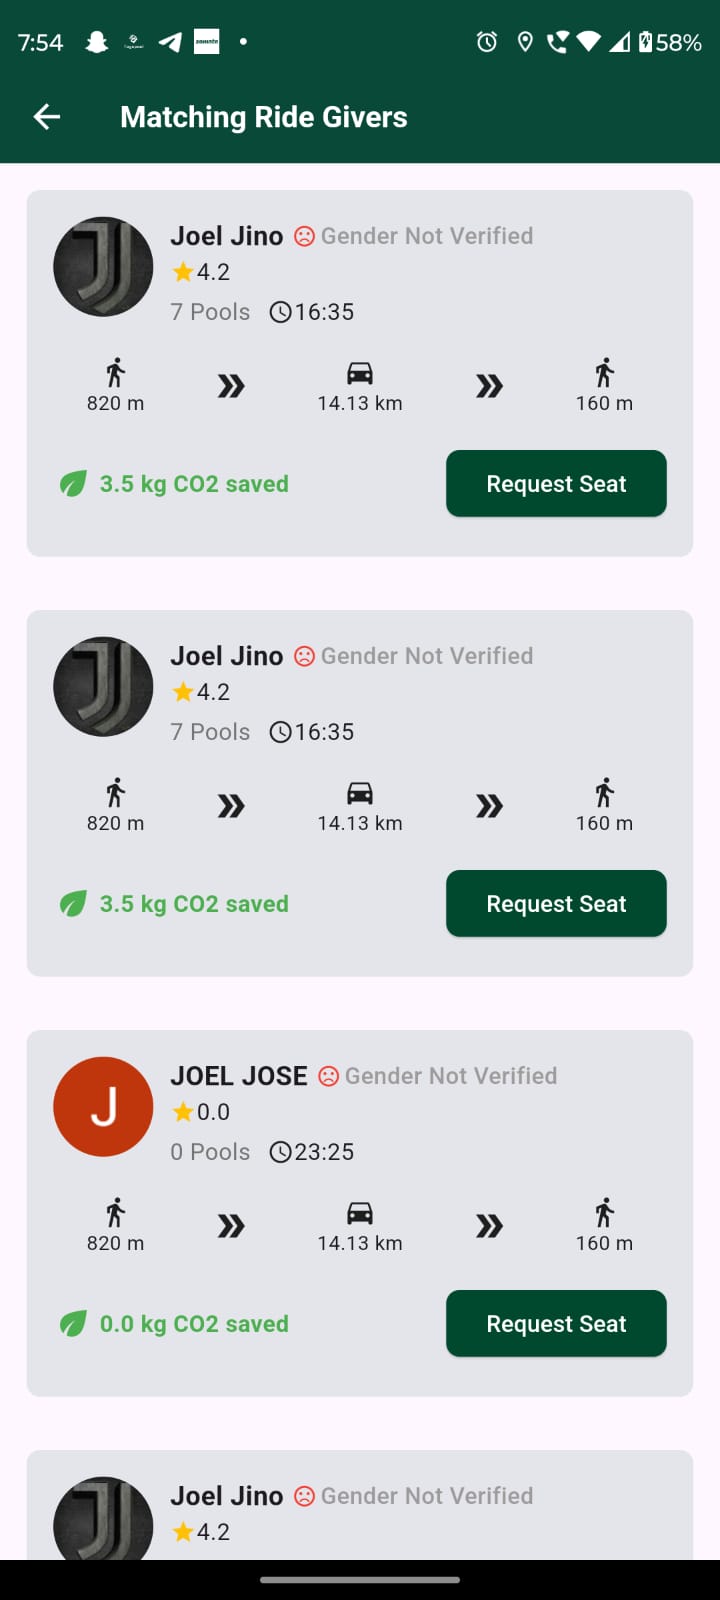 7:54 58%
Matching Ride Givers
Joel Jino Gender Not Verified
4.2
7 Pools 16:35
820 m 14.13 km 160 m
3.5 kg CO2 saved Request Seat
Joel Jino Gender Not Verified
4.2
7 Pools 16:35
820 m 14.13 km 160 m
3.5 kg CO2 saved Request Seat
J
JOEL JOSE Gender Not Verified
0.0
0 Pools 23:25
820 m 14.13 km 160 m
0.0 kg CO2 saved Request Seat
Joel Jino Gender Not Verified
4.2